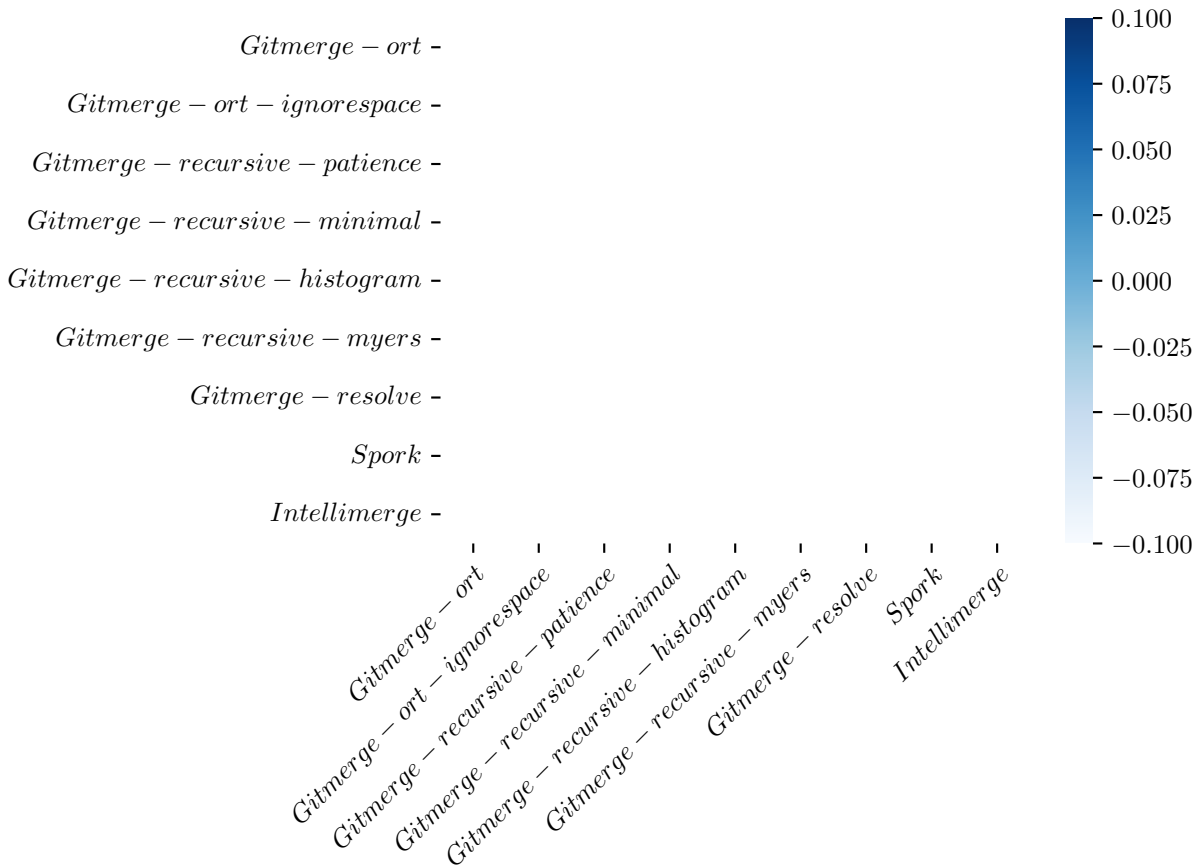 Gitmerge − ort
Gitmerge − ort − ignorespace
Gitmerge − recursive − patience
Gitmerge − recursive − minimal
Gitmerge − recursive − histogram
Gitmerge − recursive − myers
Gitmerge − resolve
Spork
Intellimerge
Gitmerge − ort
Gitmerge − ort − ignorespace
Gitmerge − recursive − patience
Gitmerge − recursive − minimal
Gitmerge − recursive − histogram
Gitmerge − recursive − myers
Gitmerge − resolve
Spork
Intellimerge
0.100
0.075
0.050
0.025
0.000
−0.025
−0.050
−0.075
−0.100